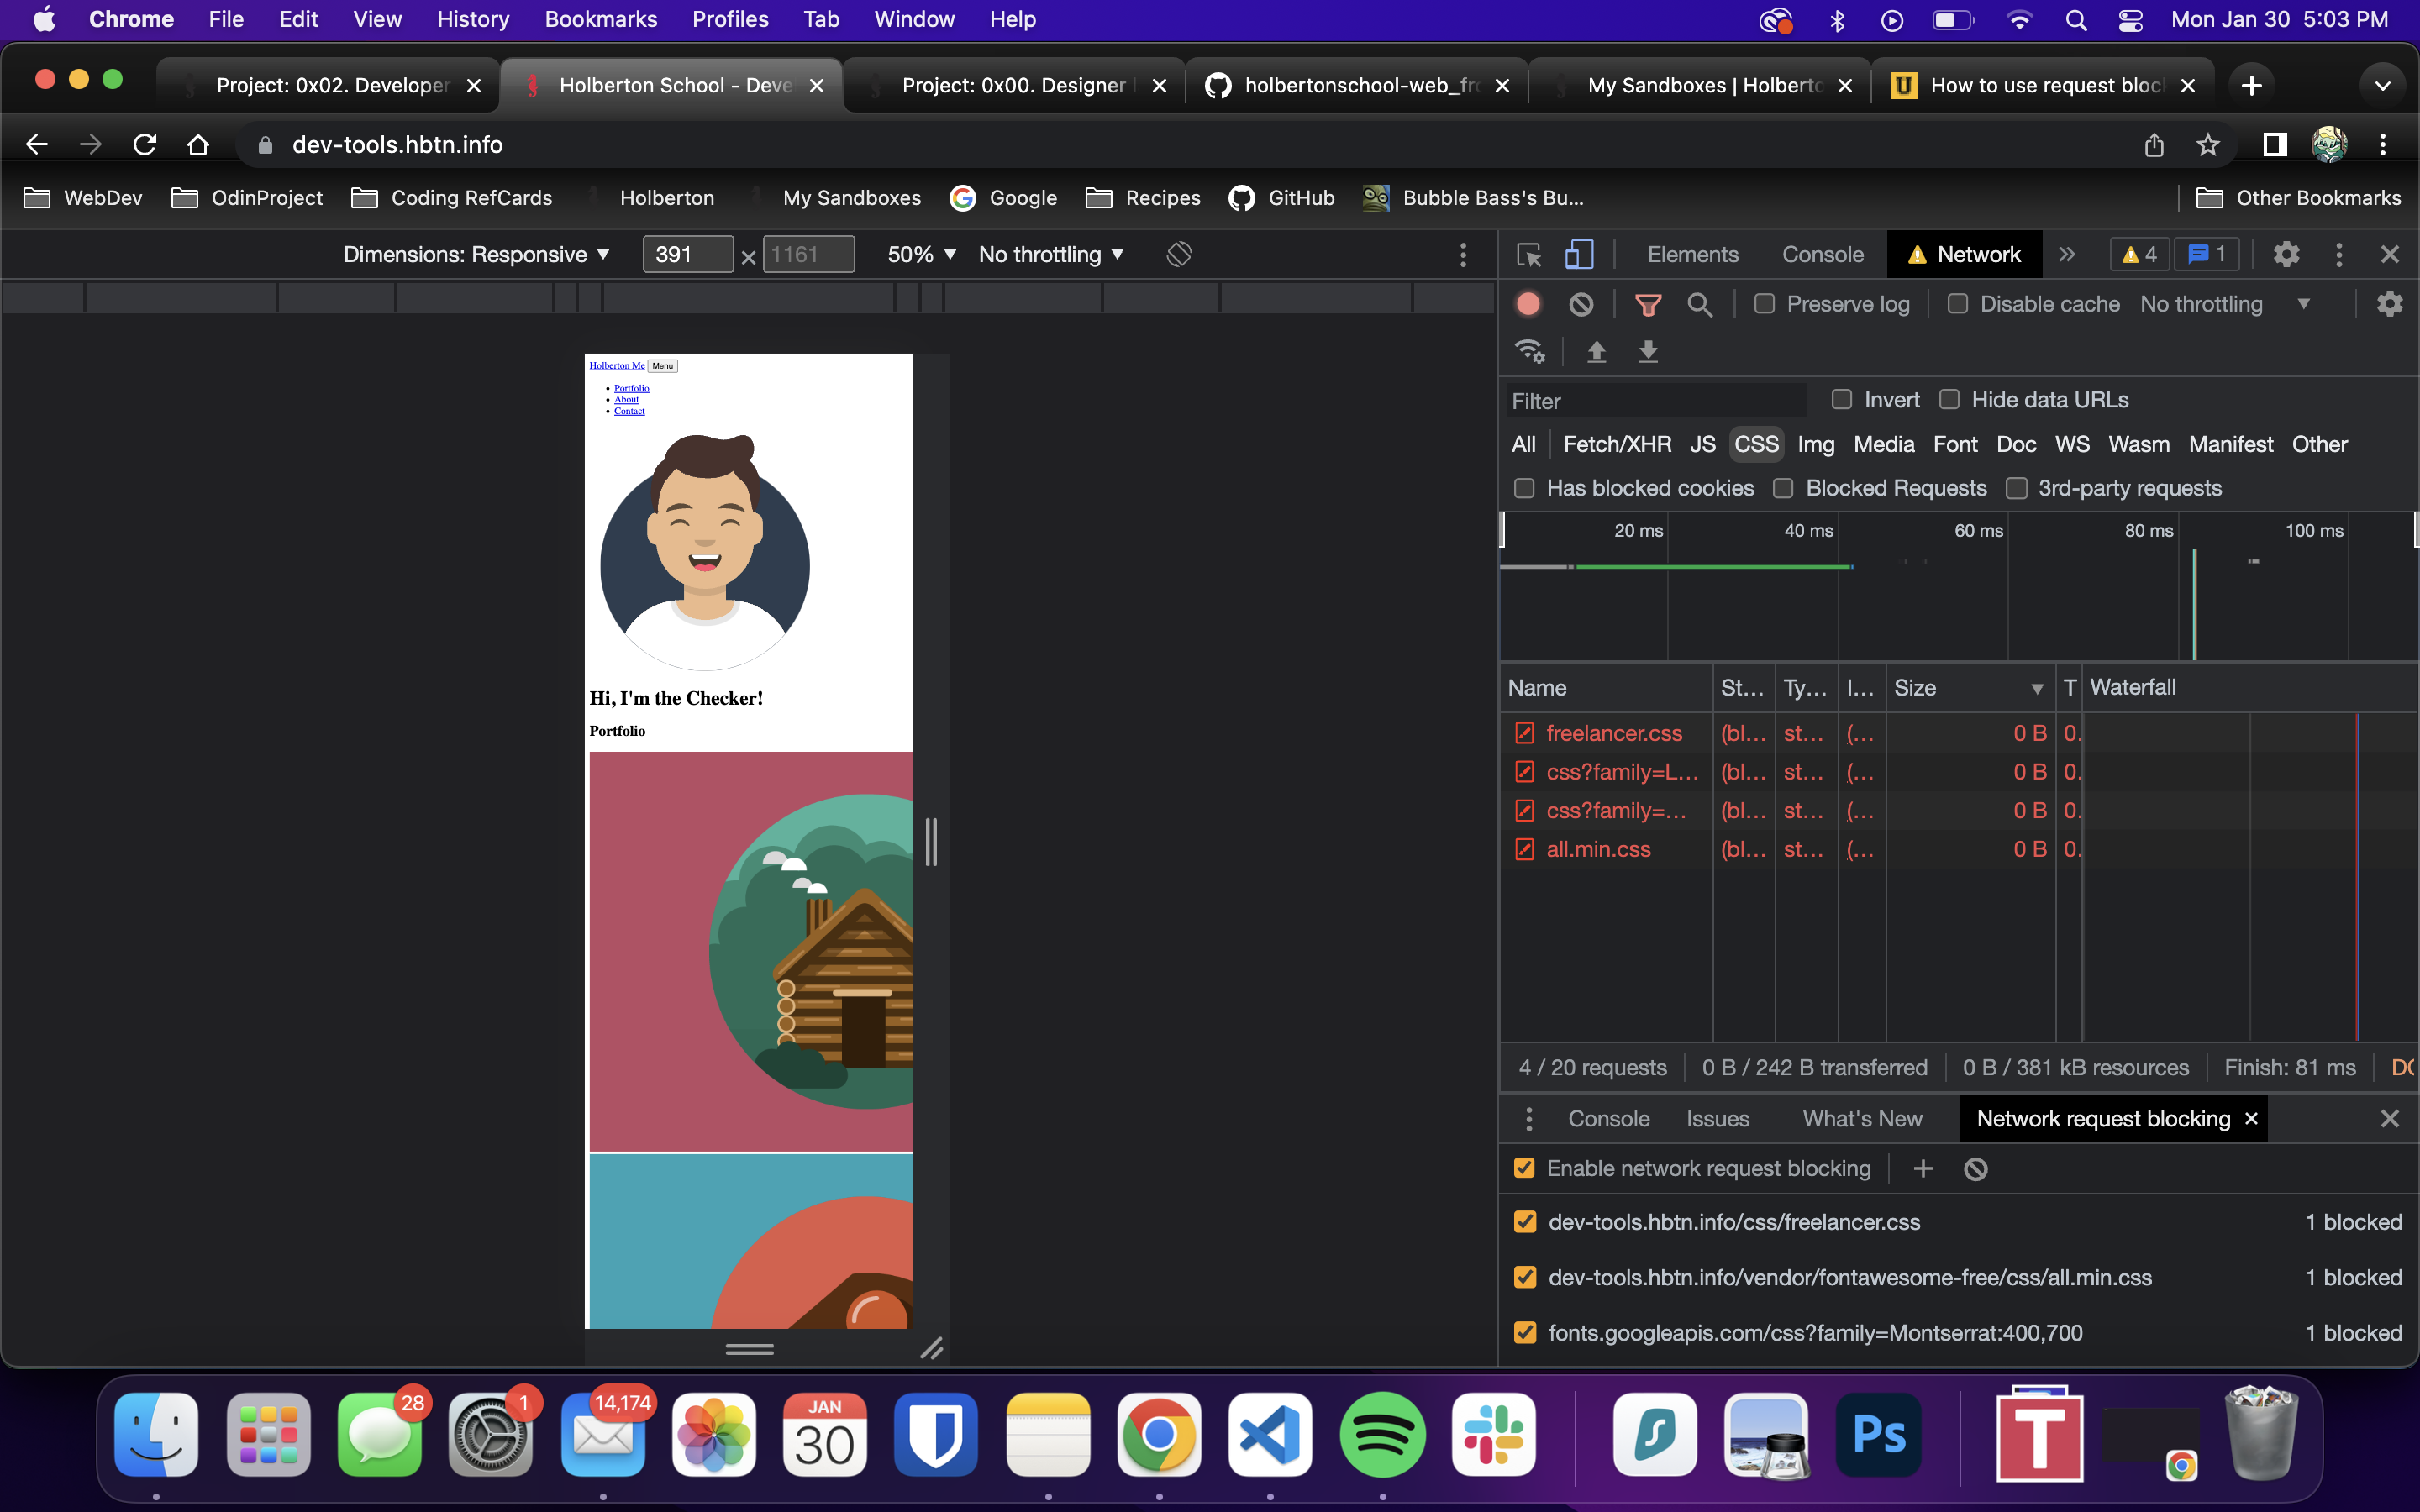 Chrome File Edit View History Bookmarks Profiles Tab Window Help Mon Jan 30 5:03 PM
Project: 0x02. Developer Holberton School - Deve Project: 0x00. Designer holbertonschool-web_fr My Sandboxes | Holberto How to use request bloc
dev-tools.hbtn.info
WebDev OdinProject Coding RefCards Holberton My Sandboxes Google Recipes GitHub Bubble Bass's Bu... Other Bookmarks
Dimensions: Responsive 391 × 1161 50% No throttling
Elements Console Network 4 1
Preserve log Disable cache No throttling
Filter Invert Hide data URLs
All Fetch/XHR JS CSS Img Media Font Doc WS Wasm Manifest Other
Has blocked cookies Blocked Requests 3rd-party requests
20 ms 40 ms 60 ms 80 ms 100 ms
Name St... Ty... I... Size T Waterfall
freelancer.css (bl... st... (... 0 B 0.
css?family=L... (bl... st... (... 0 B 0.
css?family=... (bl... st... (... 0 B 0.
all.min.css (bl... st... (... 0 B 0.
4 / 20 requests 0 B / 242 B transferred 0 B / 381 kB resources Finish: 81 ms DO
Console Issues What's New Network request blocking
Enable network request blocking
dev-tools.hbtn.info/css/freelancer.css 1 blocked
dev-tools.hbtn.info/vendor/fontawesome-free/css/all.min.css 1 blocked
fonts.googleapis.com/css?family=Montserrat:400,700 1 blocked
Holberton Me Menu
Portfolio
About
Contact
Hi, I'm the Checker!
Portfolio
28 1 14,174 JAN
30 Ps T